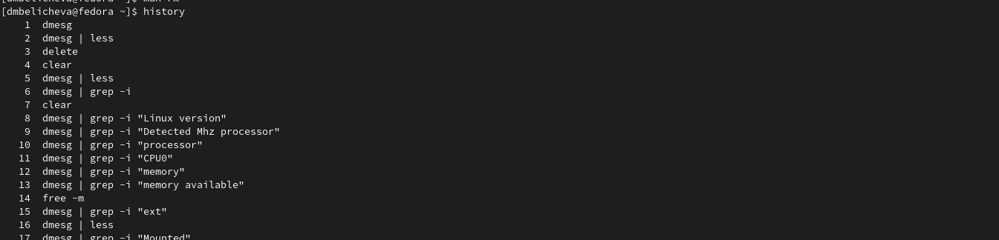 [dmbelicheva@fedora ~]$ man rm
[dmbelicheva@fedora ~]$ history
1 dmesg
2 dmesg | less
3 delete
4 clear
5 dmesg | less
6 dmesg | grep -i
7 clear
8 dmesg | grep -i "Linux version"
9 dmesg | grep -i "Detected Mhz processor"
10 dmesg | grep -i "processor"
11 dmesg | grep -i "CPU0"
12 dmesg | grep -i "memory"
13 dmesg | grep -i "memory available"
14 free -m
15 dmesg | grep -i "ext"
16 dmesg | less
17 dmesg | grep -i "Mounted"